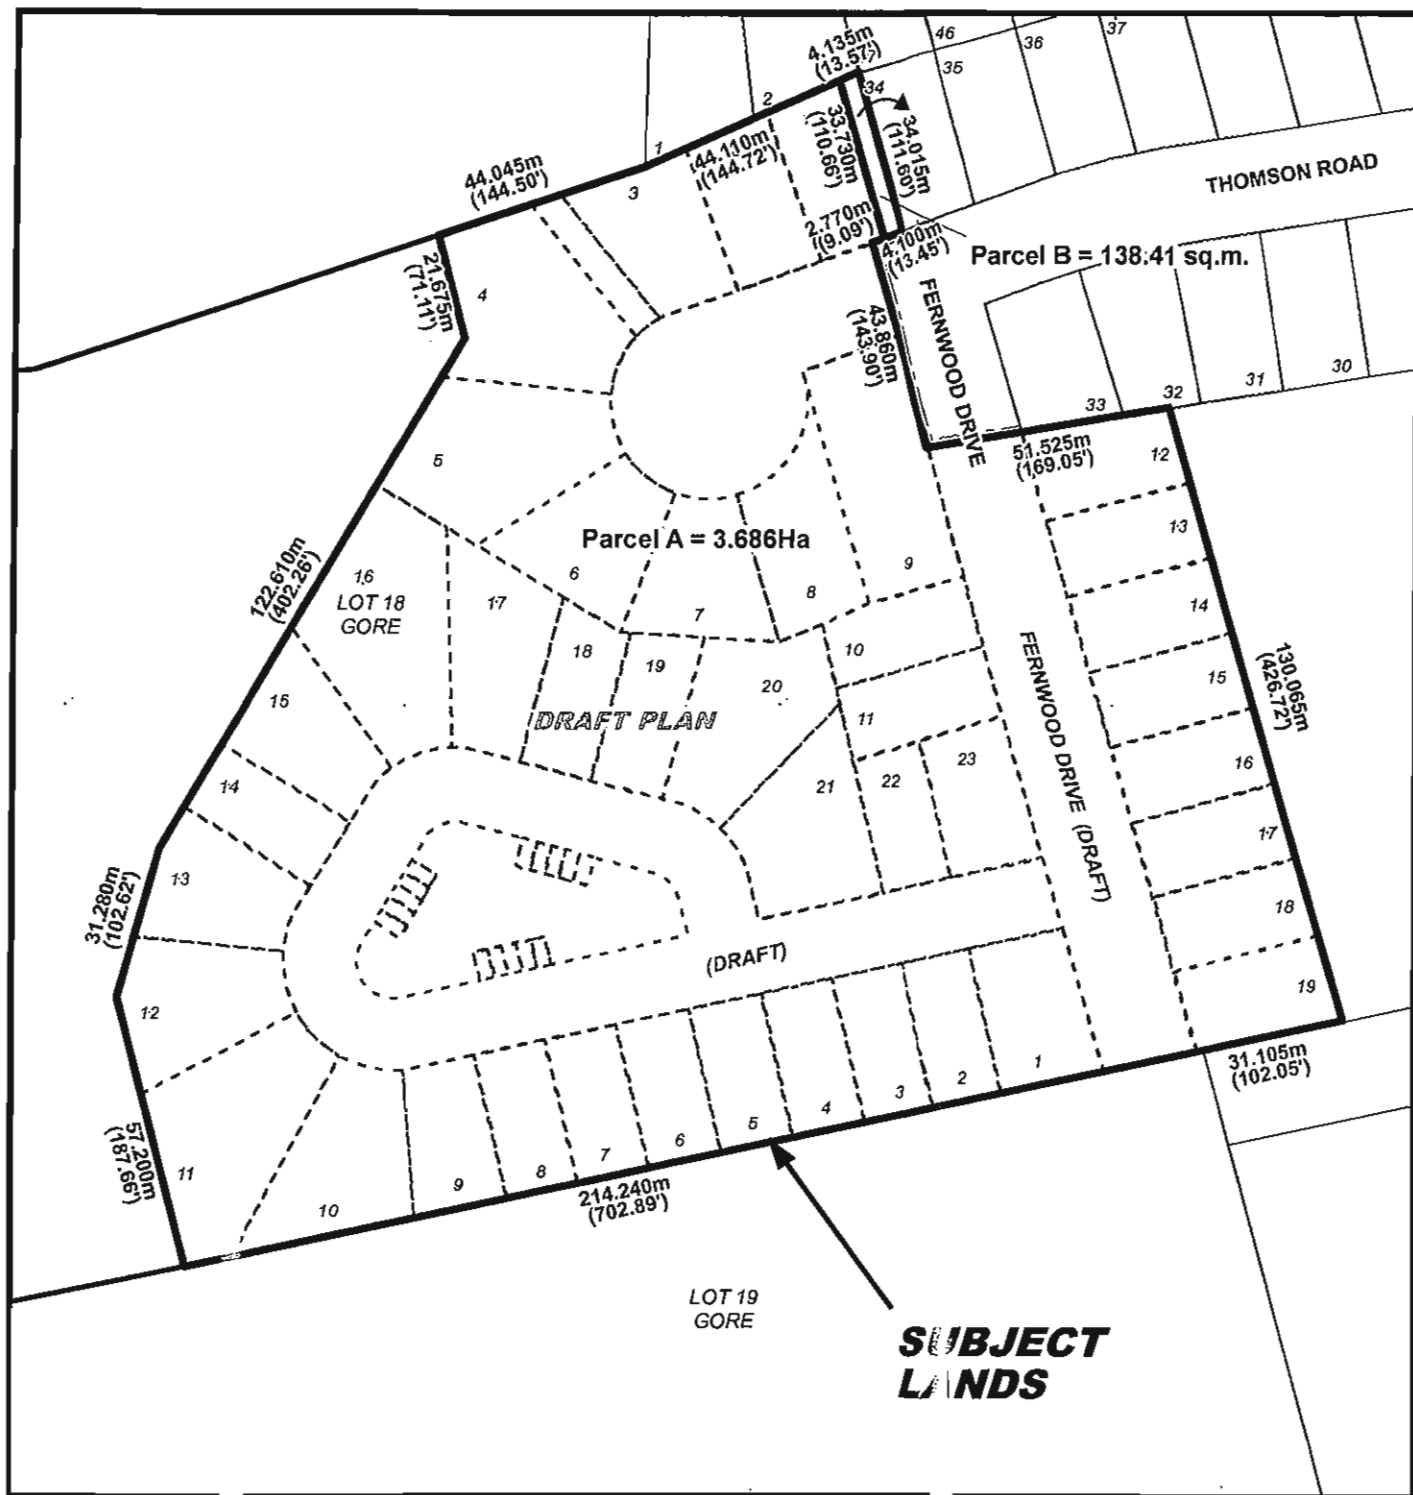 4.135m
(13.57')
46
36
37
35
34
2
1
3
44.045m
(144.50')
44.110m
(144.72')
33.730m
(110.66')
34.015m
(111.60')
THOMSON ROAD
2.770m
(9.09')
4.100m
(13.45')
Parcel B = 138.41 sq.m.
21.675m
(71.11')
4
43.860m
(143.90')
FERNWOOD DRIVE
33
32
31
30
51.525m
(169.05')
12
5
13
Parcel A = 3.686Ha
122.610m
(402.26')
16
LOT 18
GORE
17
6
7
8
9
14
18
19
20
10
15
130.065m
(426.72')
FERNWOOD DRIVE (DRAFT)
15
DRAFT PLAN
11
14
21
22
23
16
17
13
31.280m
(102.62')
18
(DRAFT)
12
19
1
2
3
4
5
6
7
8
9
10
11
31.105m
(102.05')
57.200m
(187.66')
214.240m
(702.89')
LOT 19
GORE
SUBJECT
LANDS